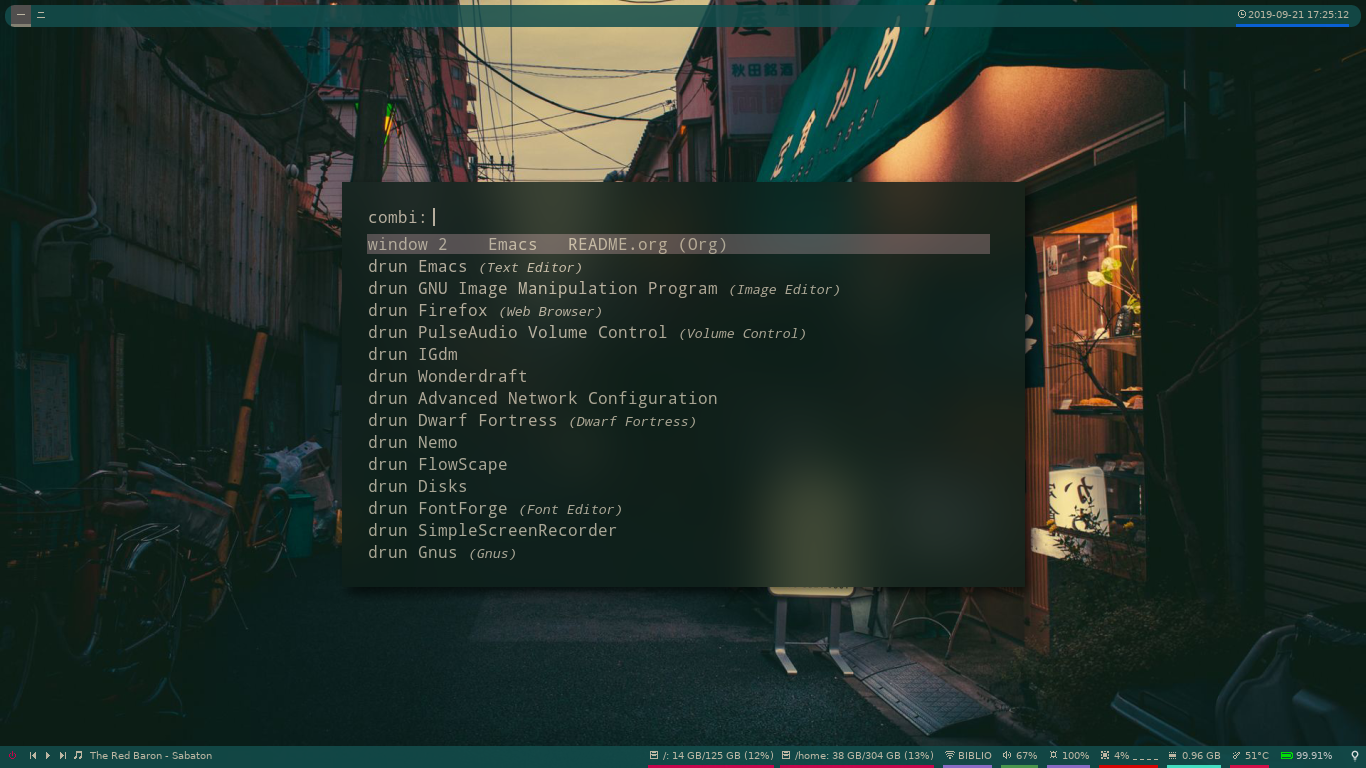 一 二 2019-09-21 17:25:12
屋
秋田銘酒
combi:
window 2 Emacs README.org (Org)
drun Emacs (Text Editor)
drun GNU Image Manipulation Program (Image Editor)
drun Firefox (Web Browser)
drun PulseAudio Volume Control (Volume Control)
drun IGdm
drun Wonderdraft
drun Advanced Network Configuration
drun Dwarf Fortress (Dwarf Fortress)
drun Nemo
drun FlowScape
drun Disks
drun FontForge (Font Editor)
drun SimpleScreenRecorder
drun Gnus (Gnus)
The Red Baron - Sabaton /: 14 GB/125 GB (12%) /home: 38 GB/304 GB (13%) BIBLIO 67% 100% 4% _ _ _ _ 0.96 GB 51°C 99.91%